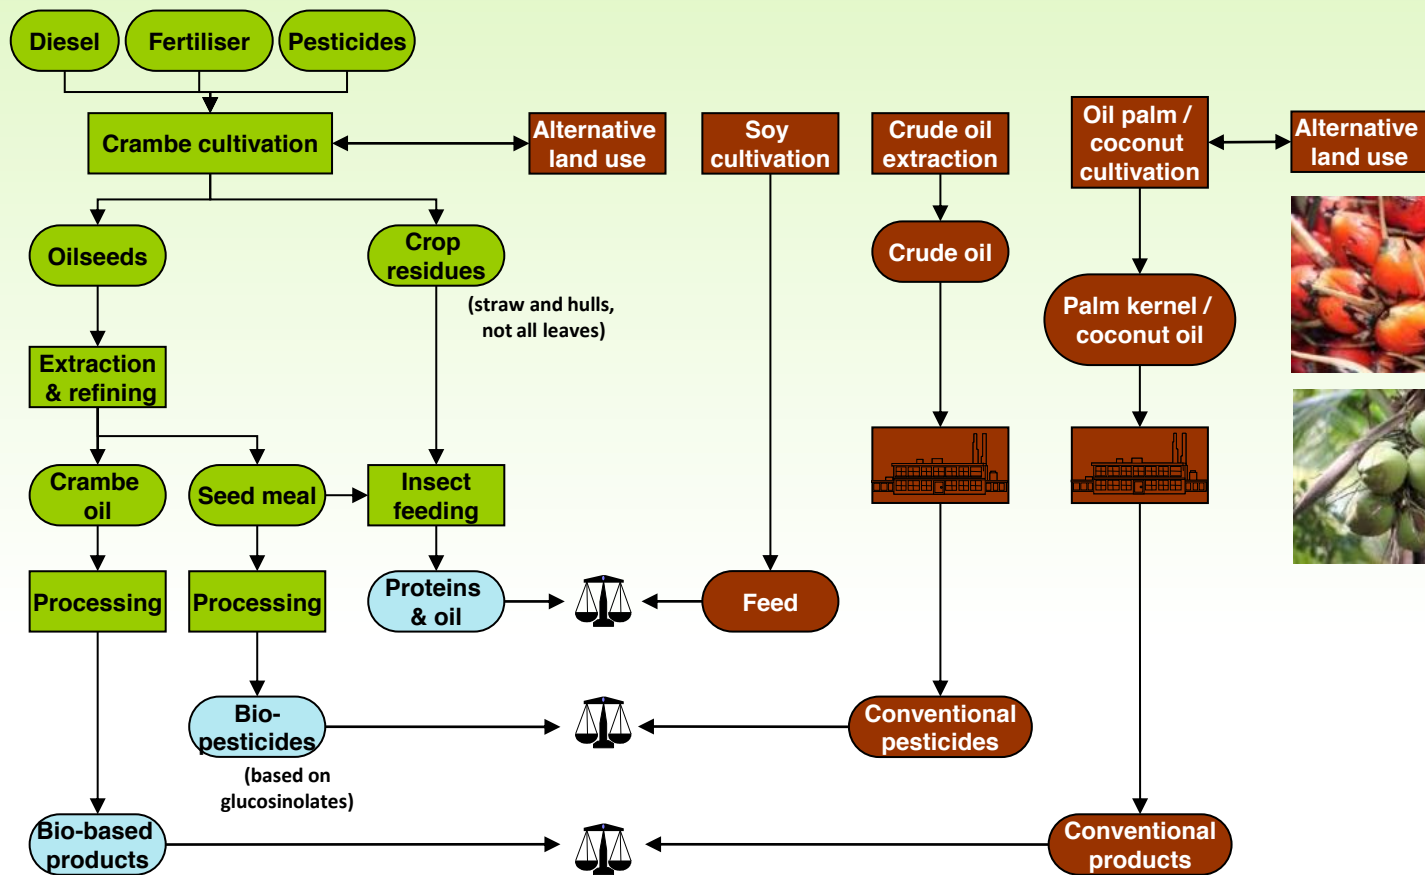 Diesel
Fertiliser
Pesticides
Crambe cultivation
Alternative
land use
Soy
cultivation
Crude oil
extraction
Oil palm /
coconut
cultivation
Alternative
land use
Oilseeds
Crop
residues
(straw and hulls,
not all leaves)
Crude oil
Palm kernel /
coconut oil
Extraction
& refining
Crambe
oil
Seed meal
Insect
feeding
Processing
Processing
Proteins
& oil
Feed
Bio-
pesticides
(based on
glucosinolates)
Conventional
pesticides
Bio-based
products
Conventional
products